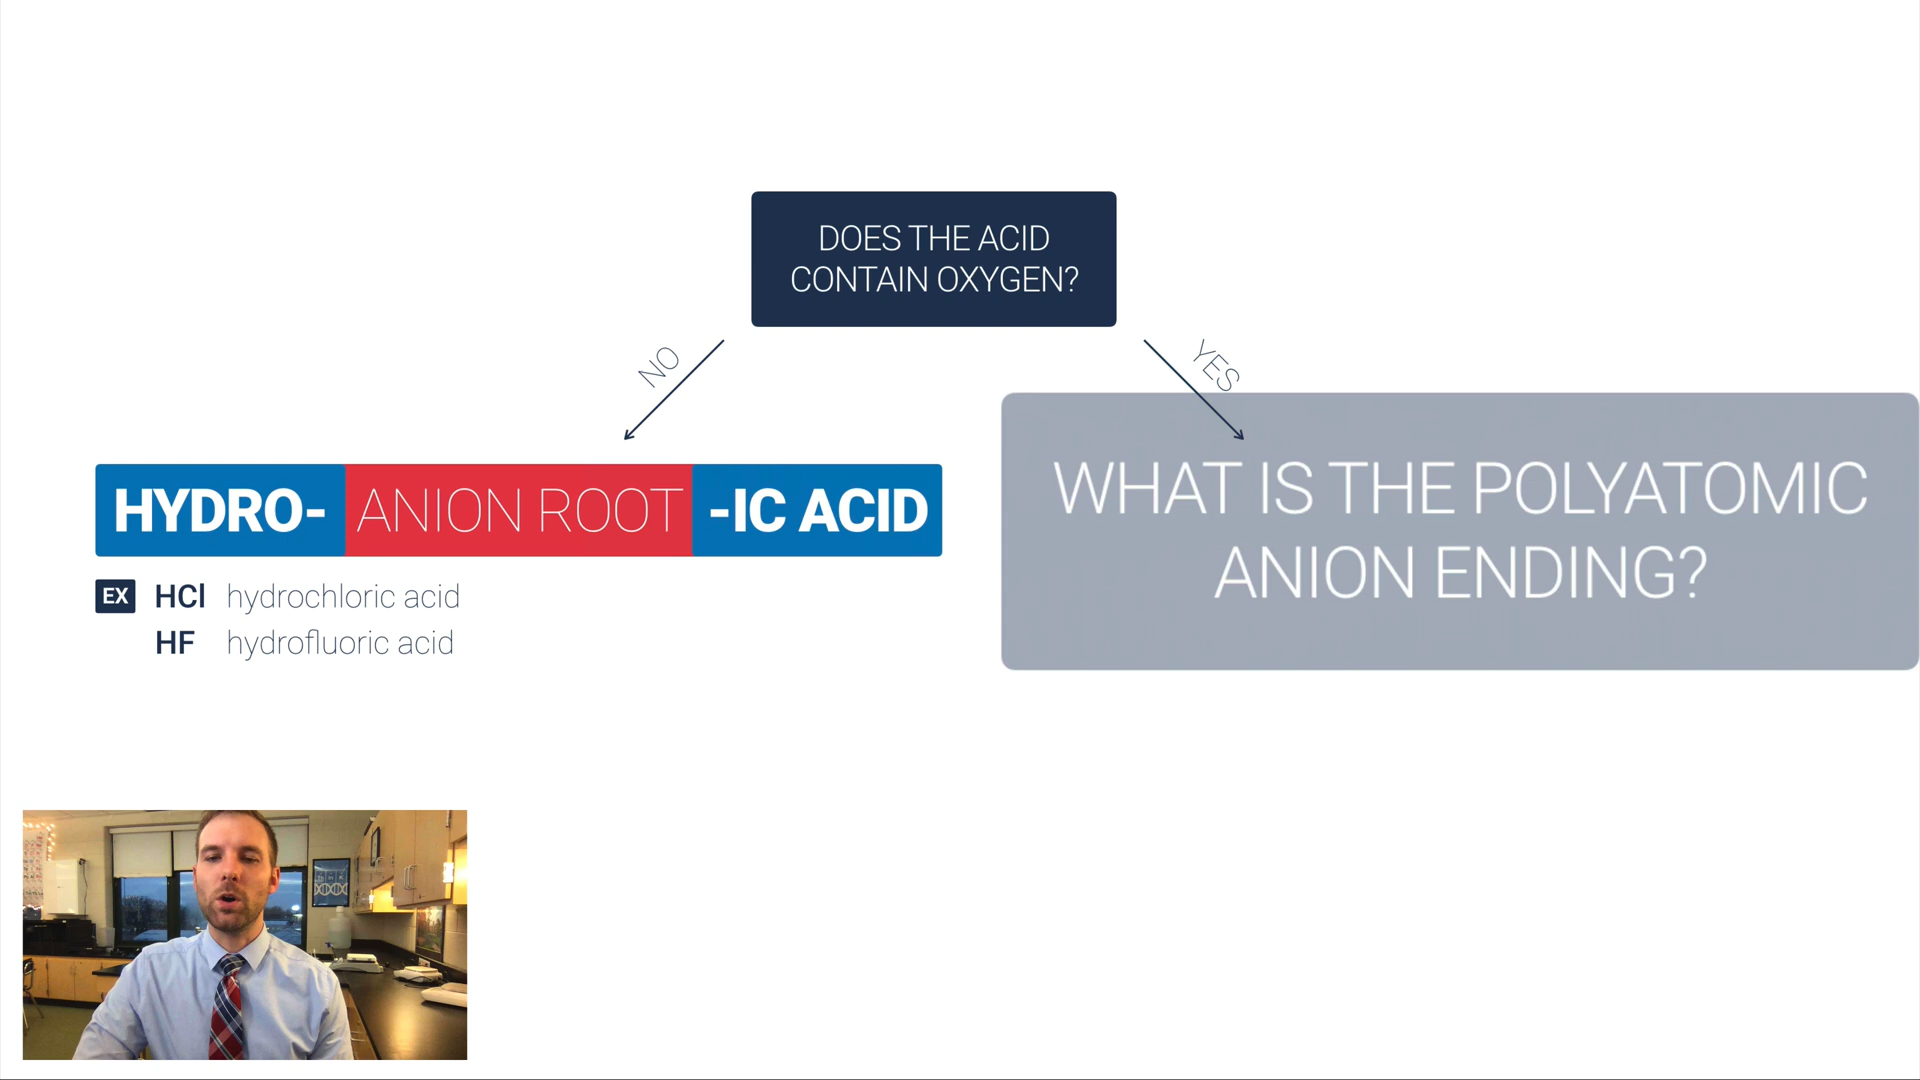 DOES THE ACID
CONTAIN OXYGEN?
NO
YES
HYDRO- ANION ROOT -IC ACID
WHAT IS THE POLYATOMIC
ANION ENDING?
EX HCl hydrochloric acid
HF hydrofluoric acid